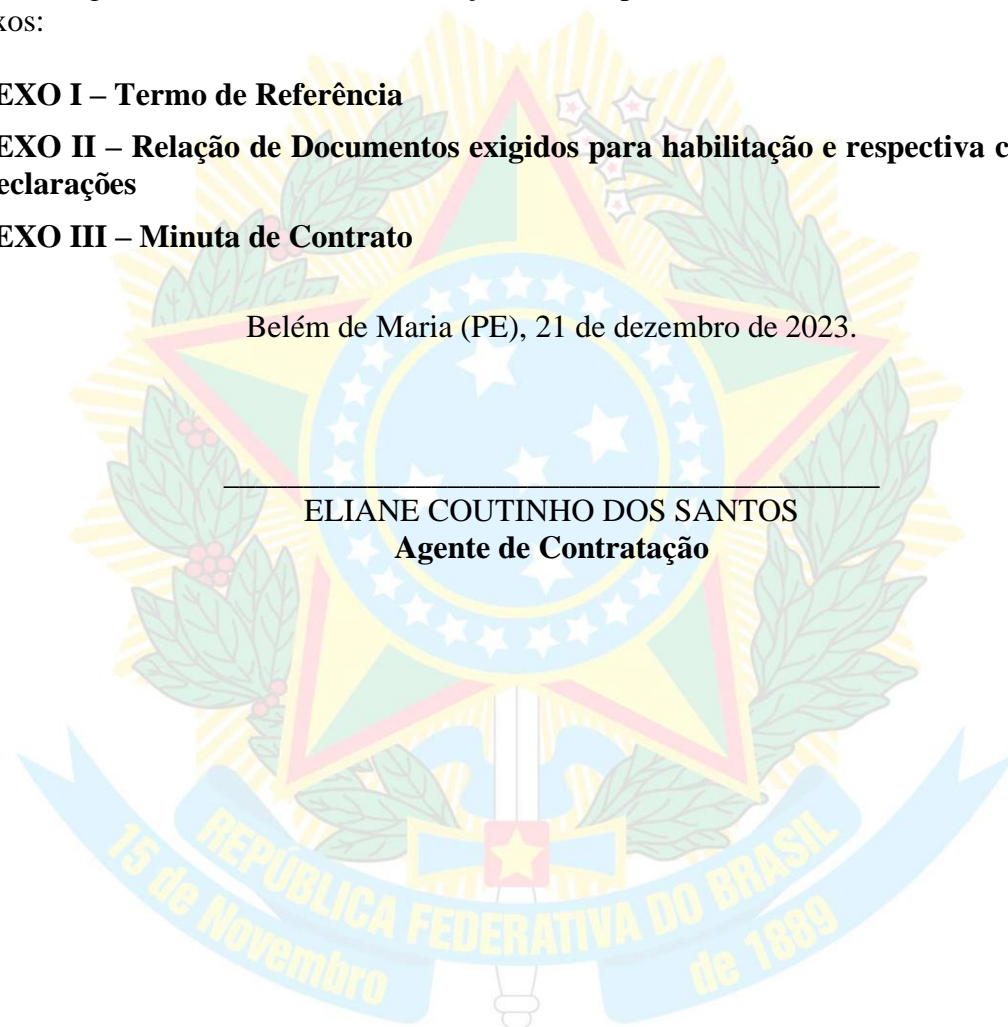 xos:
EXO I – Termo de Referência
EXO II – Relação de Documentos exigidos para habilitação e respectiva c
eclarações
EXO III – Minuta de Contrato
Belém de Maria (PE), 21 de dezembro de 2023.
ELIANE COUTINHO DOS SANTOS
Agente de Contratação
REPÚBLICA FEDERATIVA DO BRASIL
15 de Novembro
de 1889